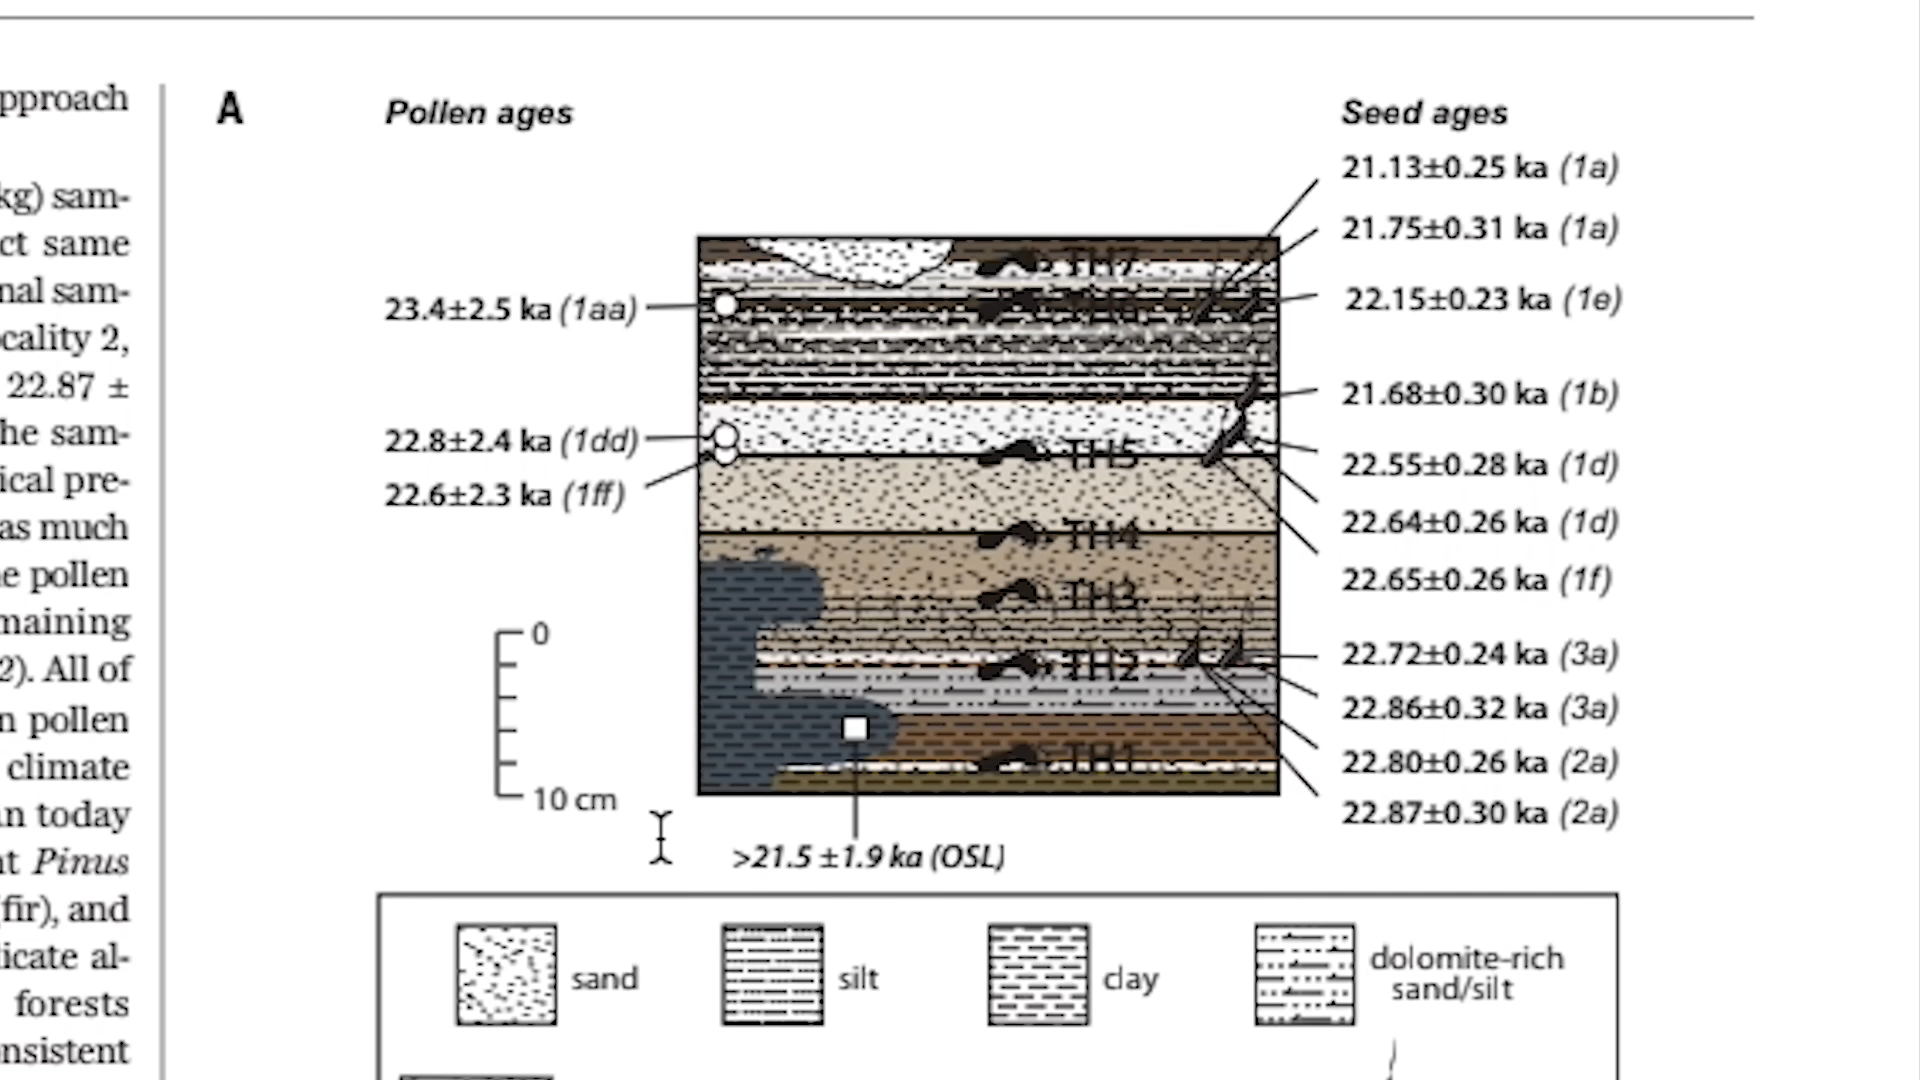 pproach
kg) sam-
ct same
nal sam-
cality 2,
22.87 ±
he sam-
ical pre-
as much
e pollen
maining
2). All of
n pollen
climate
n today
nt Pinus
(fir), and
licate al-
forests
onsistent
A
Pollen ages
Seed ages
21.13±0.25 ka (1a)
21.75±0.31 ka (1a)
TH7
23.4±2.5 ka (1aa)
22.15±0.23 ka (1e)
21.68±0.30 ka (1b)
22.8±2.4 ka (1dd)
TH5
22.55±0.28 ka (1d)
22.6±2.3 ka (1ff)
22.64±0.26 ka (1d)
TH4
22.65±0.26 ka (1f)
TH3
0
22.72±0.24 ka (3a)
TH2
22.86±0.32 ka (3a)
TH1
22.80±0.26 ka (2a)
10 cm
22.87±0.30 ka (2a)
>21.5 ±1.9 ka (OSL)
sand
silt
clay
dolomite-rich
sand/silt